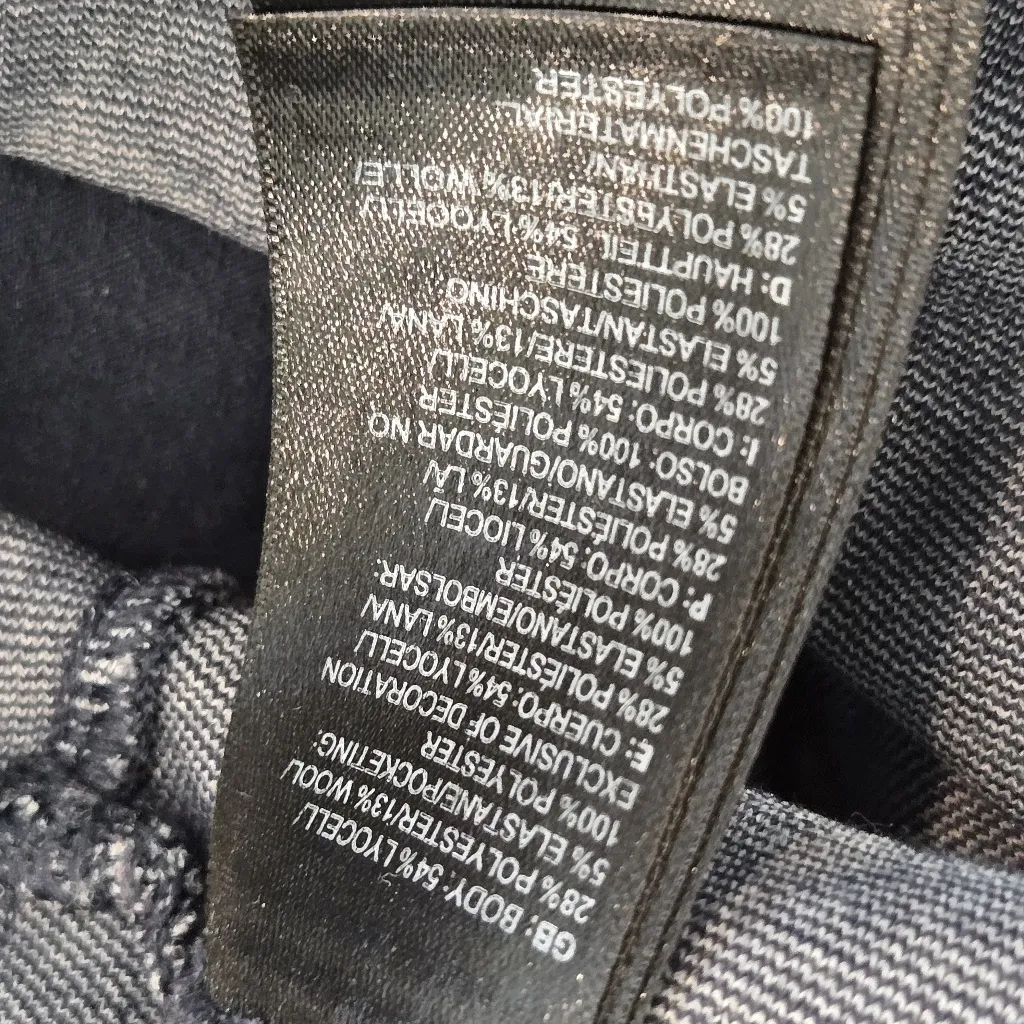 GB: BODY: 54% LYOCELL/
28% POLYESTER/13% WOOL/
5% ELASTANE/POCKETING:
100% POLYESTER
EXCLUSIVE OF DECORATION
E: CUERPO: 54% LYOCELL/
28% POLIÉSTER/13% LANA/
5% ELASTANO/EMBOLSAR:
100% POLIÉSTER
P: CORPO: 54% LIOCEL/
28% POLIÉSTER/13% LÃ/
5% ELASTANO/GUARDAR NO
BOLSO: 100% POLIÉSTER
I: CORPO: 54% LYOCELL/
28% POLIESTERE/13% LANA/
5% ELASTAN/TASCHINO
100% POLIESTERE
D: HAUPTTEIL 54% LYOCELL/
28% POLYESTER/13% WOLLE/
5% ELASTHAN/
TASCHENMATERIAL
100% POLYESTER